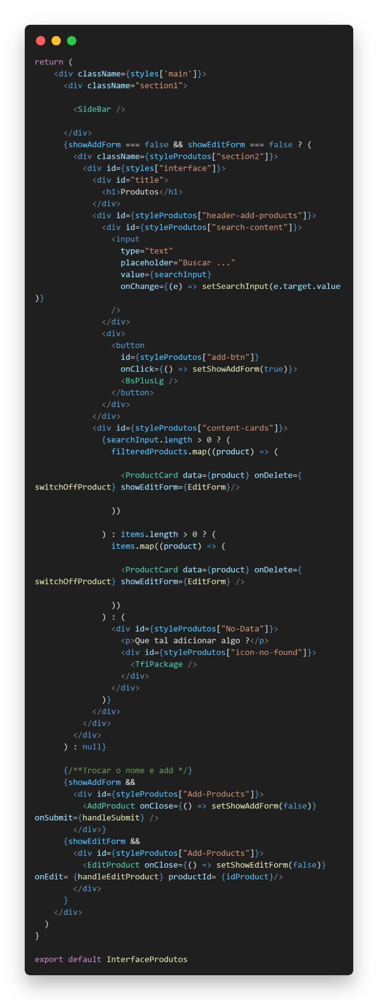 return (
    <div className={styles['main']}>
      <div className="section1">

        <SideBar />

      </div>
      {showAddForm === false && showEditForm === false ? (
        <div className={styleProdutos["section2"]}>
          <div id={styles["interface"]}>
            <div id="title">
              <h1>Produtos</h1>
            </div>
            <div id={styleProdutos["header-add-products"]}>
              <div id={styleProdutos["search-content"]}>
                <input
                  type="text"
                  placeholder="Buscar ..."
                  value={searchInput}
                  onChange={(e) => setSearchInput(e.target.value
)}
                />
              </div>
              <div>
                <button
                  id={styleProdutos["add-btn"]}
                  onClick={() => setShowAddForm(true)}>
                  <BsPlusLg />
                </button>
              </div>
            </div>
            <div id={styleProdutos["content-cards"]}>
              {searchInput.length > 0 ? (
                filteredProducts.map((product) => (

                  <ProductCard data={product} onDelete={
switchOffProduct} showEditForm={EditForm}/>

                ))

              ) : items.length > 0 ? (
                items.map((product) => (

                  <ProductCard data={product} onDelete={
switchOffProduct} showEditForm={EditForm} />

                ))
              ) : (
                <div id={styleProdutos["No-Data"]}>
                  <p>Que tal adicionar algo ?</p>
                  <div id={styleProdutos["icon-no-found"]}>
                    <TfiPackage />
                  </div>
                </div>
              )}
            </div>
          </div>
        </div>
      ) : null}

      {/**Trocar o nome e add */}
      {showAddForm &&
        <div id={styleProdutos["Add-Products"]}>
          <AddProduct onClose={() => setShowAddForm(false)}
onSubmit={handleSubmit} />
        </div>}
      {showEditForm &&
        <div id={styleProdutos["Add-Products"]}>
          <EditProduct onClose={() => setShowEditForm(false)}
onEdit= {handleEditProduct} productId= {idProduct}/>
        </div>
      }
    </div>
  )
}

export default InterfaceProdutos